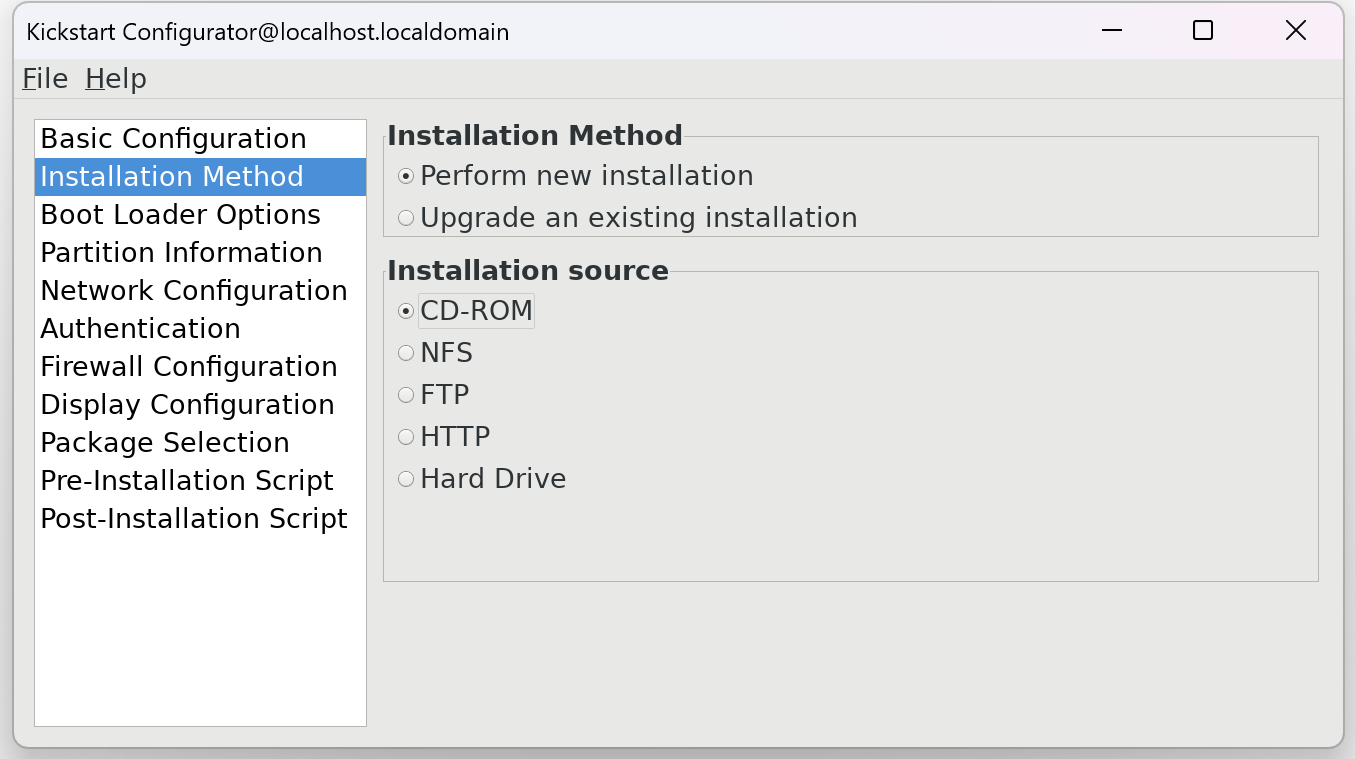 Kickstart Configurator@localhost.localdomain
File Help
Basic Configuration
Installation Method
Boot Loader Options
Partition Information
Network Configuration
Authentication
Firewall Configuration
Display Configuration
Package Selection
Pre-Installation Script
Post-Installation Script
Installation Method
Perform new installation
Upgrade an existing installation
Installation source
CD-ROM
NFS
FTP
HTTP
Hard Drive